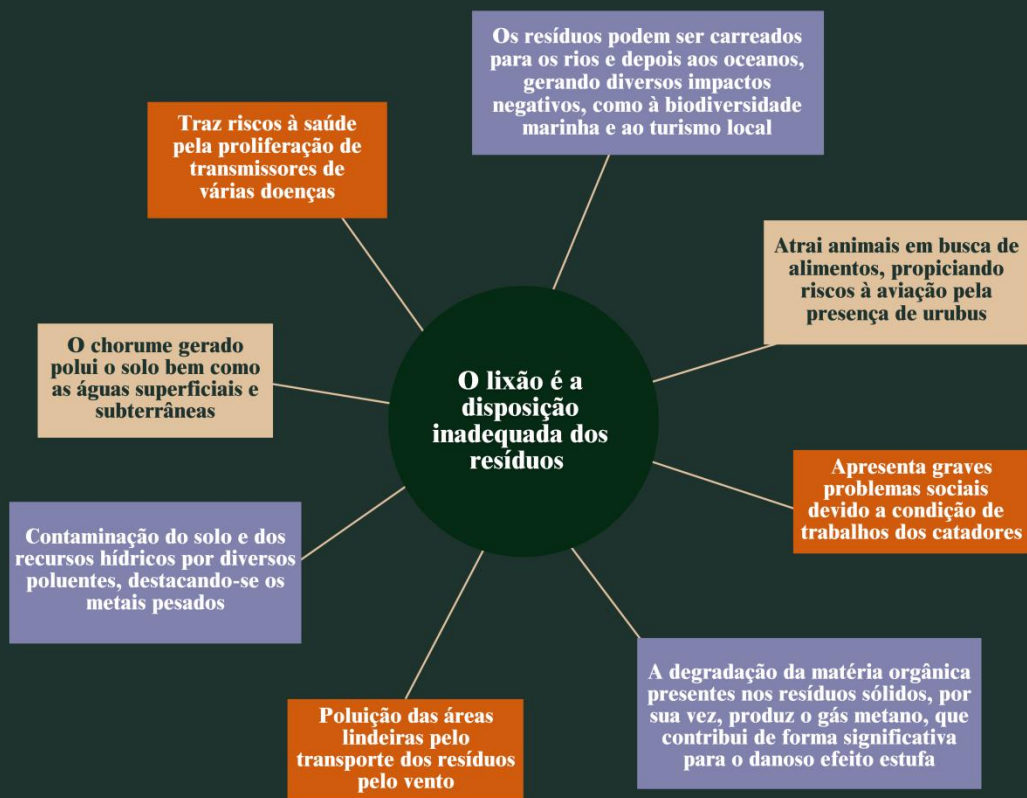 Os resíduos podem ser carreados
para os rios e depois aos oceanos,
gerando diversos impactos
negativos, como à biodiversidade
marinha e ao turismo local
Traz riscos à saúde
pela proliferação de
transmissores de
várias doenças
Atrai animais em busca de
alimentos, propiciando
riscos à aviação pela
presença de urubus
O chorume gerado
polui o solo bem como
as águas superficiais e
subterrâneas
O lixão é a
disposição
inadequada dos
resíduos
Apresenta graves
problemas sociais
devido a condição de
trabalhos dos catadores
Contaminação do solo e dos
recursos hídricos por diversos
poluentes, destacando-se os
metais pesados
A degradação da matéria orgânica
presentes nos resíduos sólidos, por
sua vez, produz o gás metano, que
contribui de forma significativa
para o danoso efeito estufa
Poluição das áreas
lindeiras pelo
transporte dos resíduos
pelo vento